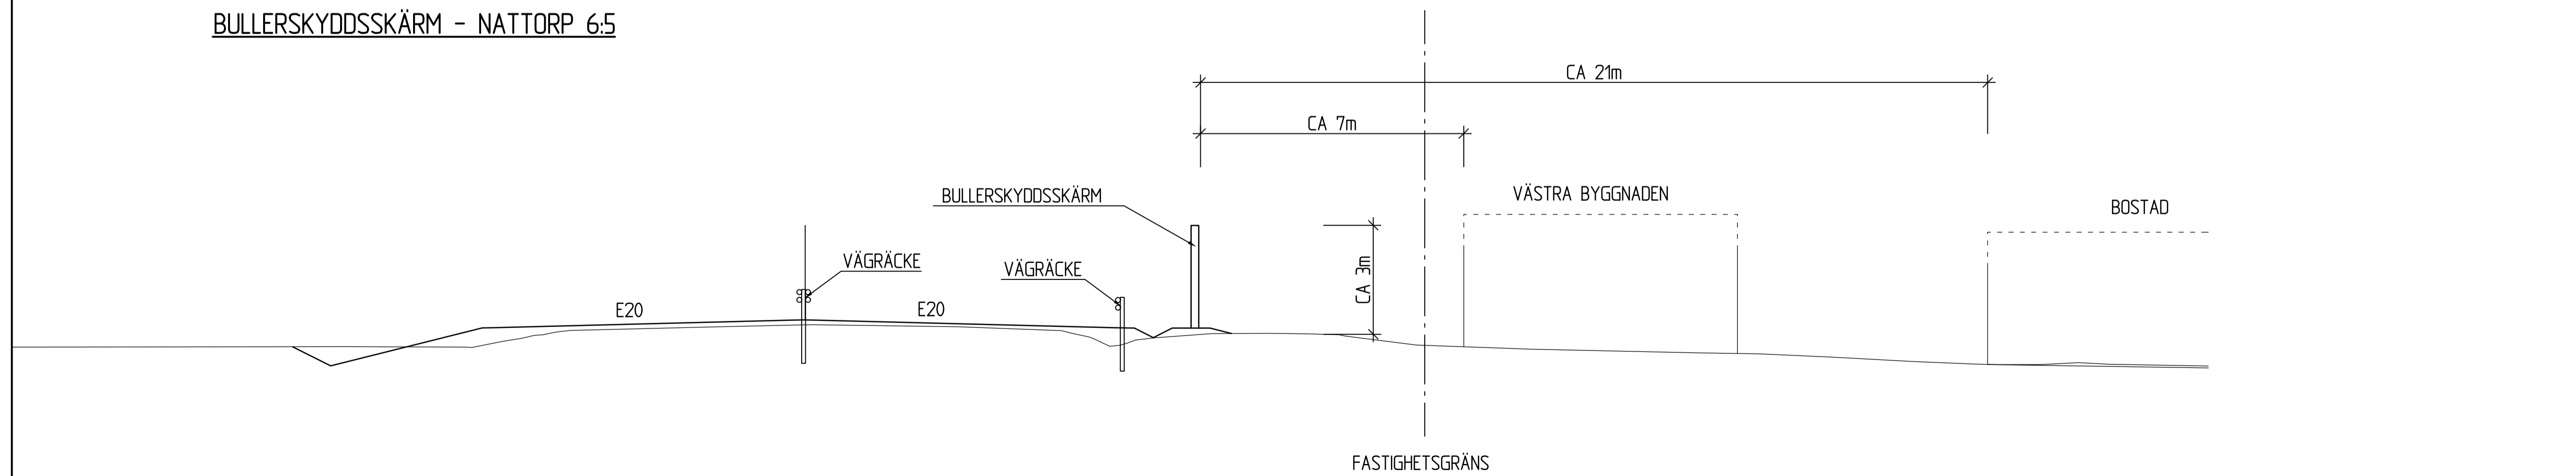 BULLERSKYDDSSKÄRM - NATTORP 6:5
CA 21m
CA 7m
VÄSTRA BYGGNADEN
BULLERSKYDDSSKÄRM
BOSTAD
VÄGRÄCKE
VÄGRÄCKE
CA 3m
E20
E20
FASTIGHETSGRÄNS